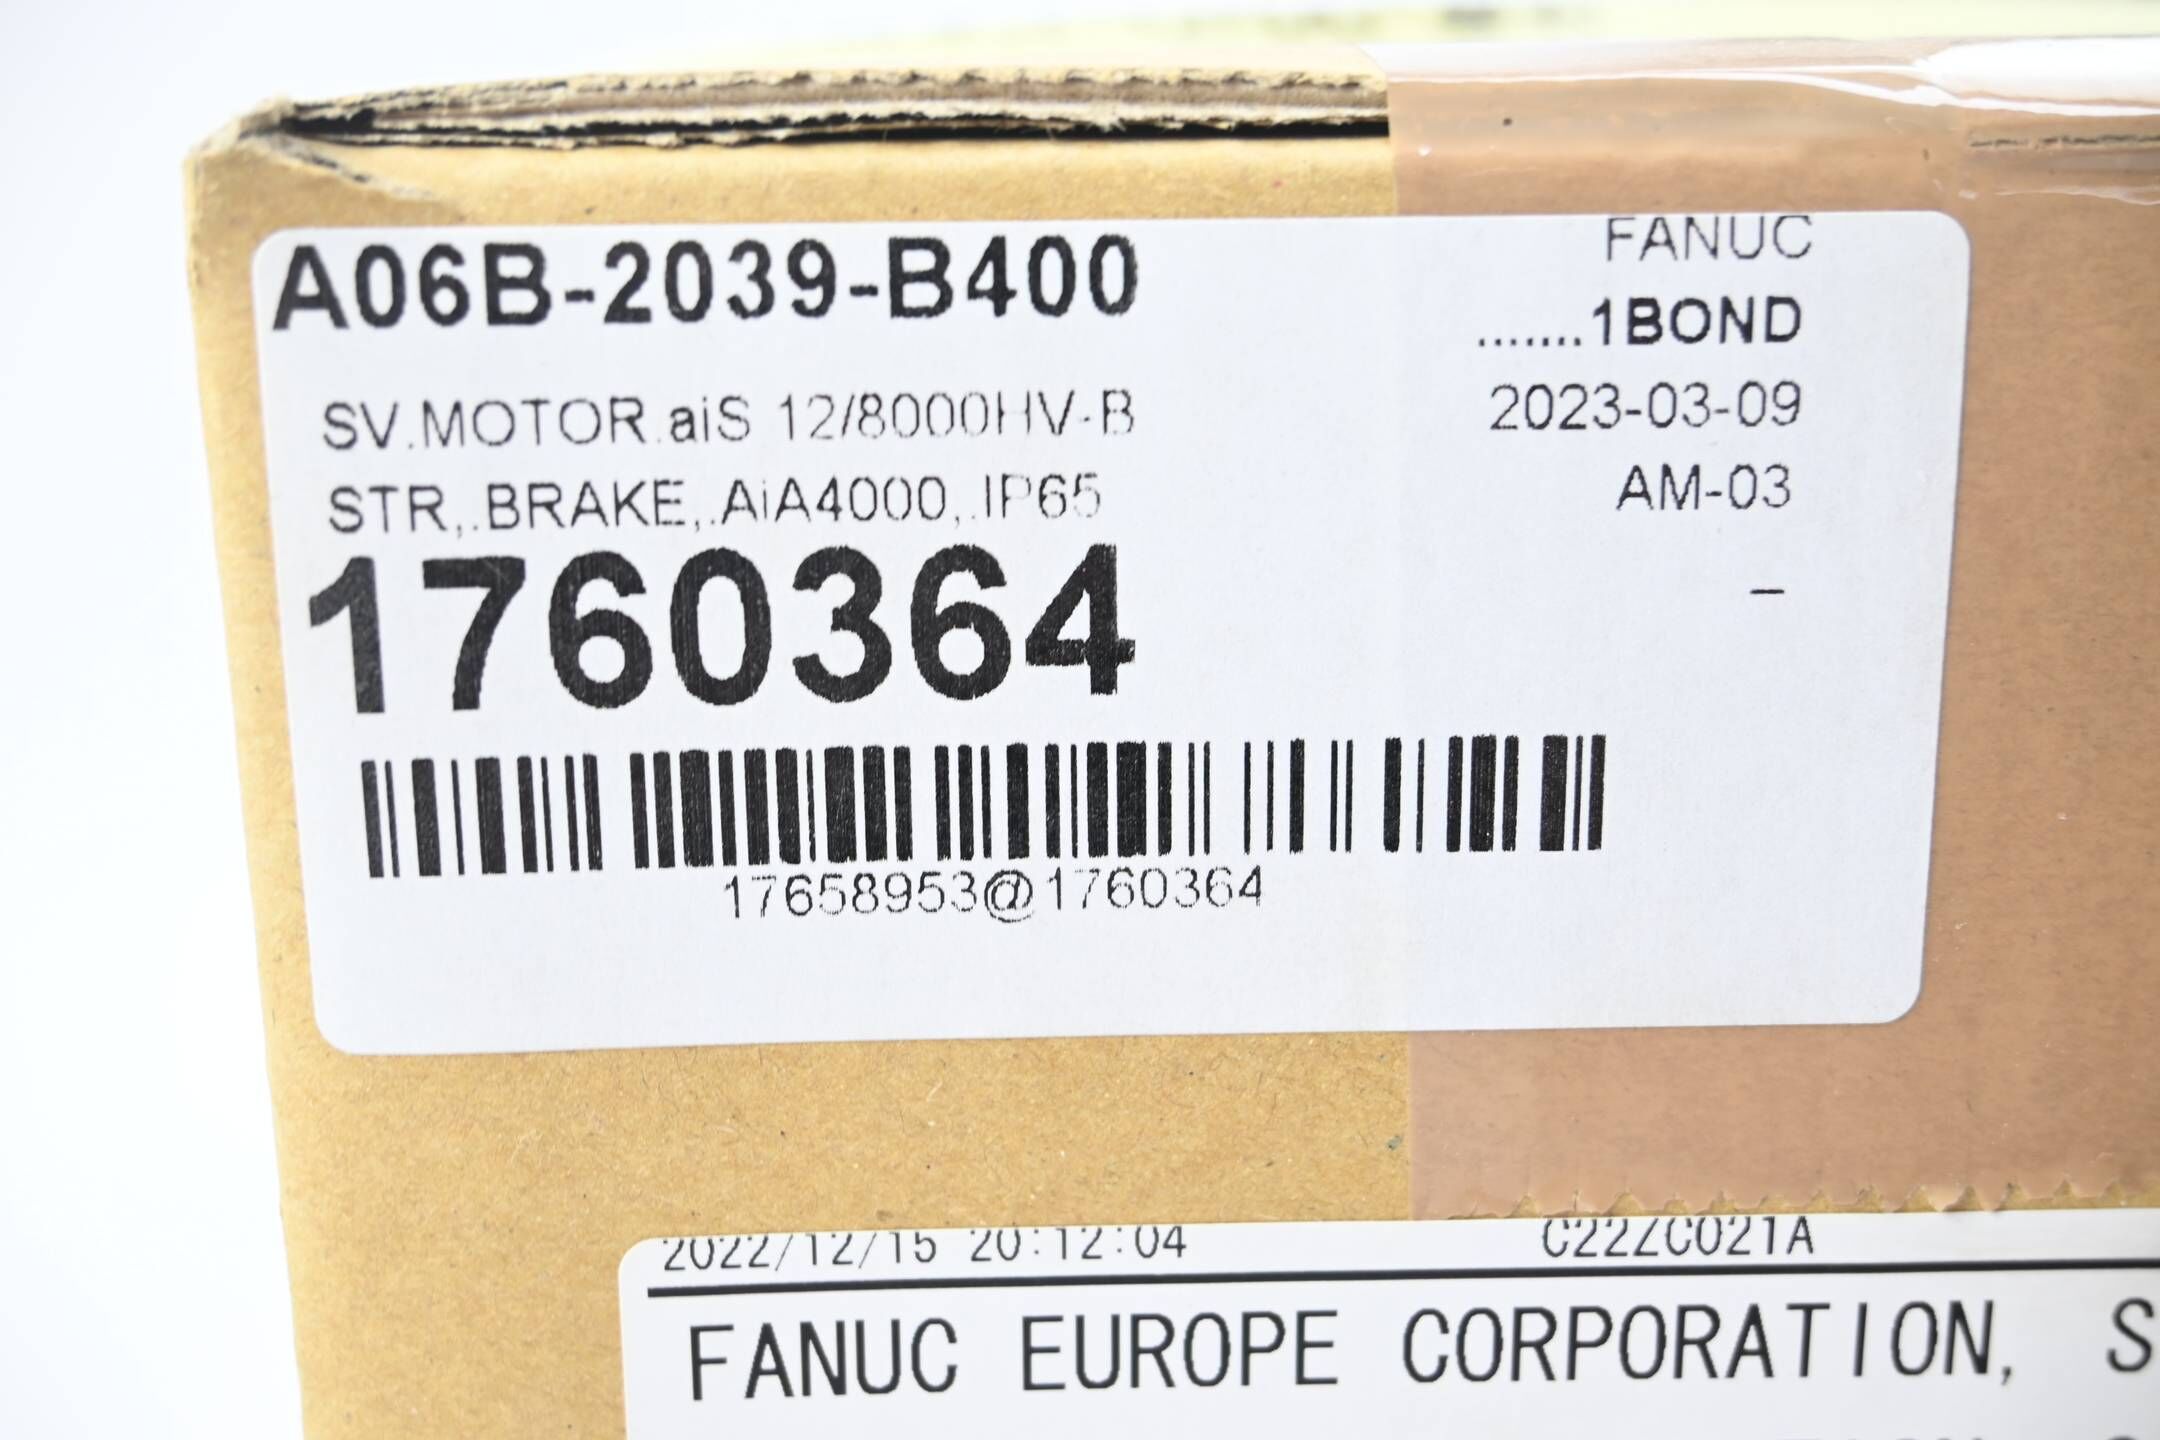 A06B-2039-B400
FANUC
.......1BOND
SV.MOTOR.aiS 12/8000HV-B
2023-03-09
STR,.BRAKE,.AiA4000,.IP65
AM-03
1760364
–
17658953@1760364
2022/12/15 20:12:04 C22ZC021A
FANUC EUROPE CORPORATION, S